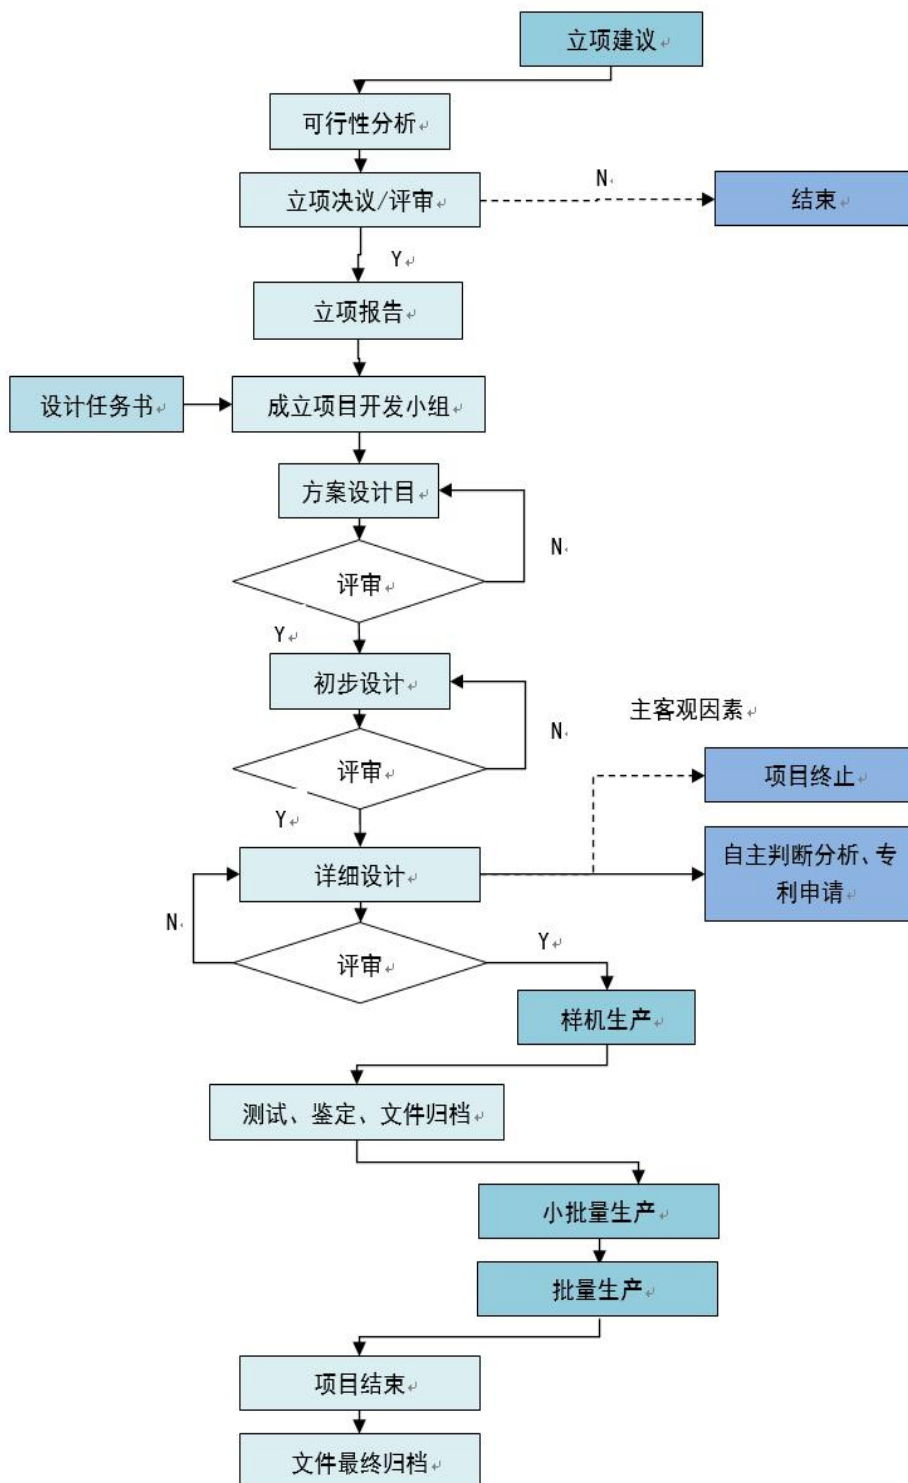 立项建议
可行性分析
立项决议/评审
N
结束
Y
立项报告
设计任务书
成立项目开发小组
方案设计目
N
评审
Y
初步设计
主客观因素
N
评审
项目终止
Y
自主判断分析、专
利申请
详细设计
N
Y
评审
样机生产
测试、鉴定、文件归档
小批量生产
批量生产
项目结束
文件最终归档